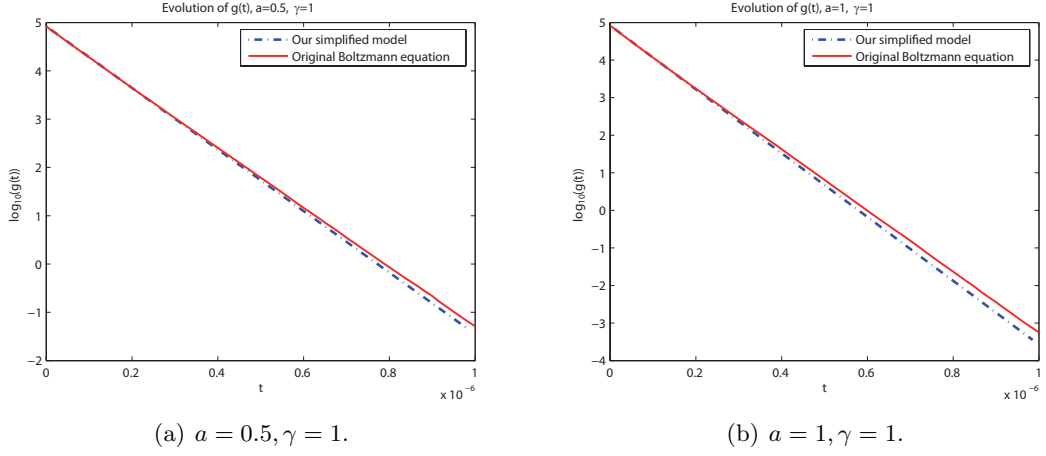 Evolution of g(t), a=0.5, γ=1
Our simplified model
Original Boltzmann equation
log₁₀(g(t))
5
4
3
2
1
0
−1
−2
0
0.2
0.4
0.6
0.8
1
t
x 10⁻⁶
(a) a = 0.5, γ = 1.
Evolution of g(t), a=1, γ=1
Our simplified model
Original Boltzmann equation
log₁₀(g(t))
5
4
3
2
1
0
−1
−2
−3
−4
0
0.2
0.4
0.6
0.8
1
t
x 10⁻⁶
(b) a = 1, γ = 1.